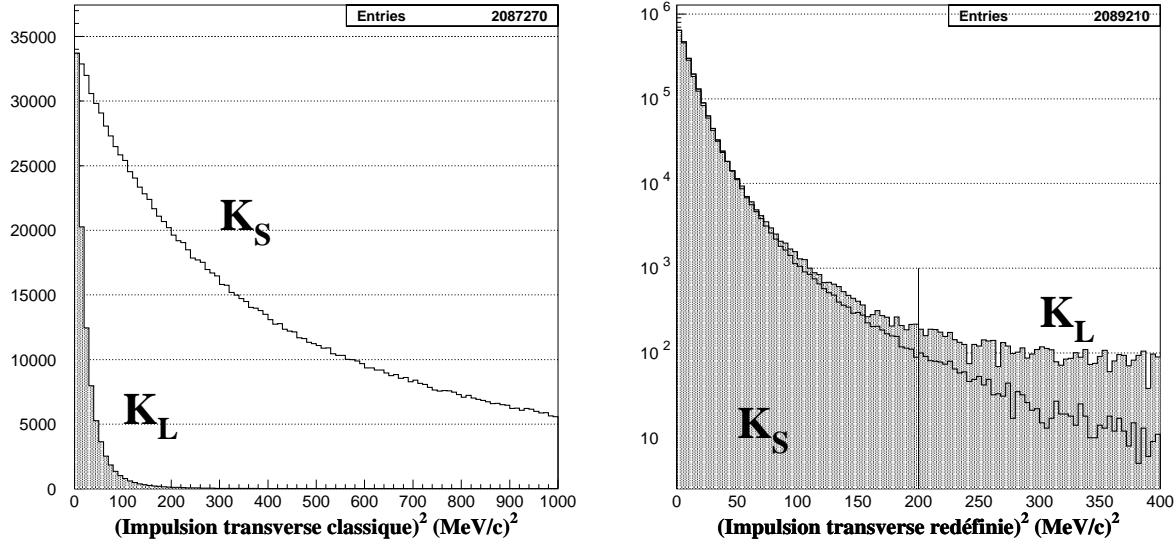 Entries 2087270
35000
30000
25000
20000
15000
10000
5000
0
K_S
K_L
0 100 200 300 400 500 600 700 800 900 1000
(Impulsion transverse classique)² (MeV/c)²
Entries 2089210
10⁶
10⁵
10⁴
10³
10²
10
K_L
K_S
0 50 100 150 200 250 300 350 400
(Impulsion transverse redéfinie)² (MeV/c)²